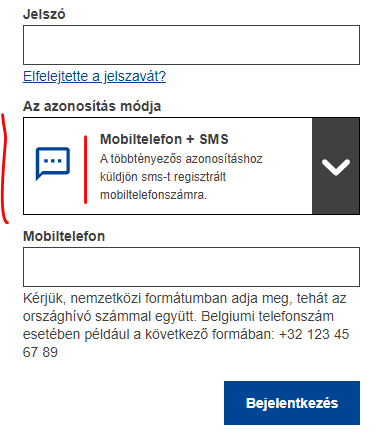 Jelszó
Elfelejtette a jelszavát?
Az azonosítás módja
Mobiltelefon + SMS
A többtényezős azonosításhoz
küldjön sms-t regisztrált
mobiltelefonszámra.
Mobiltelefon
Kérjük, nemzetközi formátumban adja meg, tehát az
országhívó számmal együtt. Belgiumi telefonszám
esetében például a következő formában: +32 123 45
67 89
Bejelentkezés